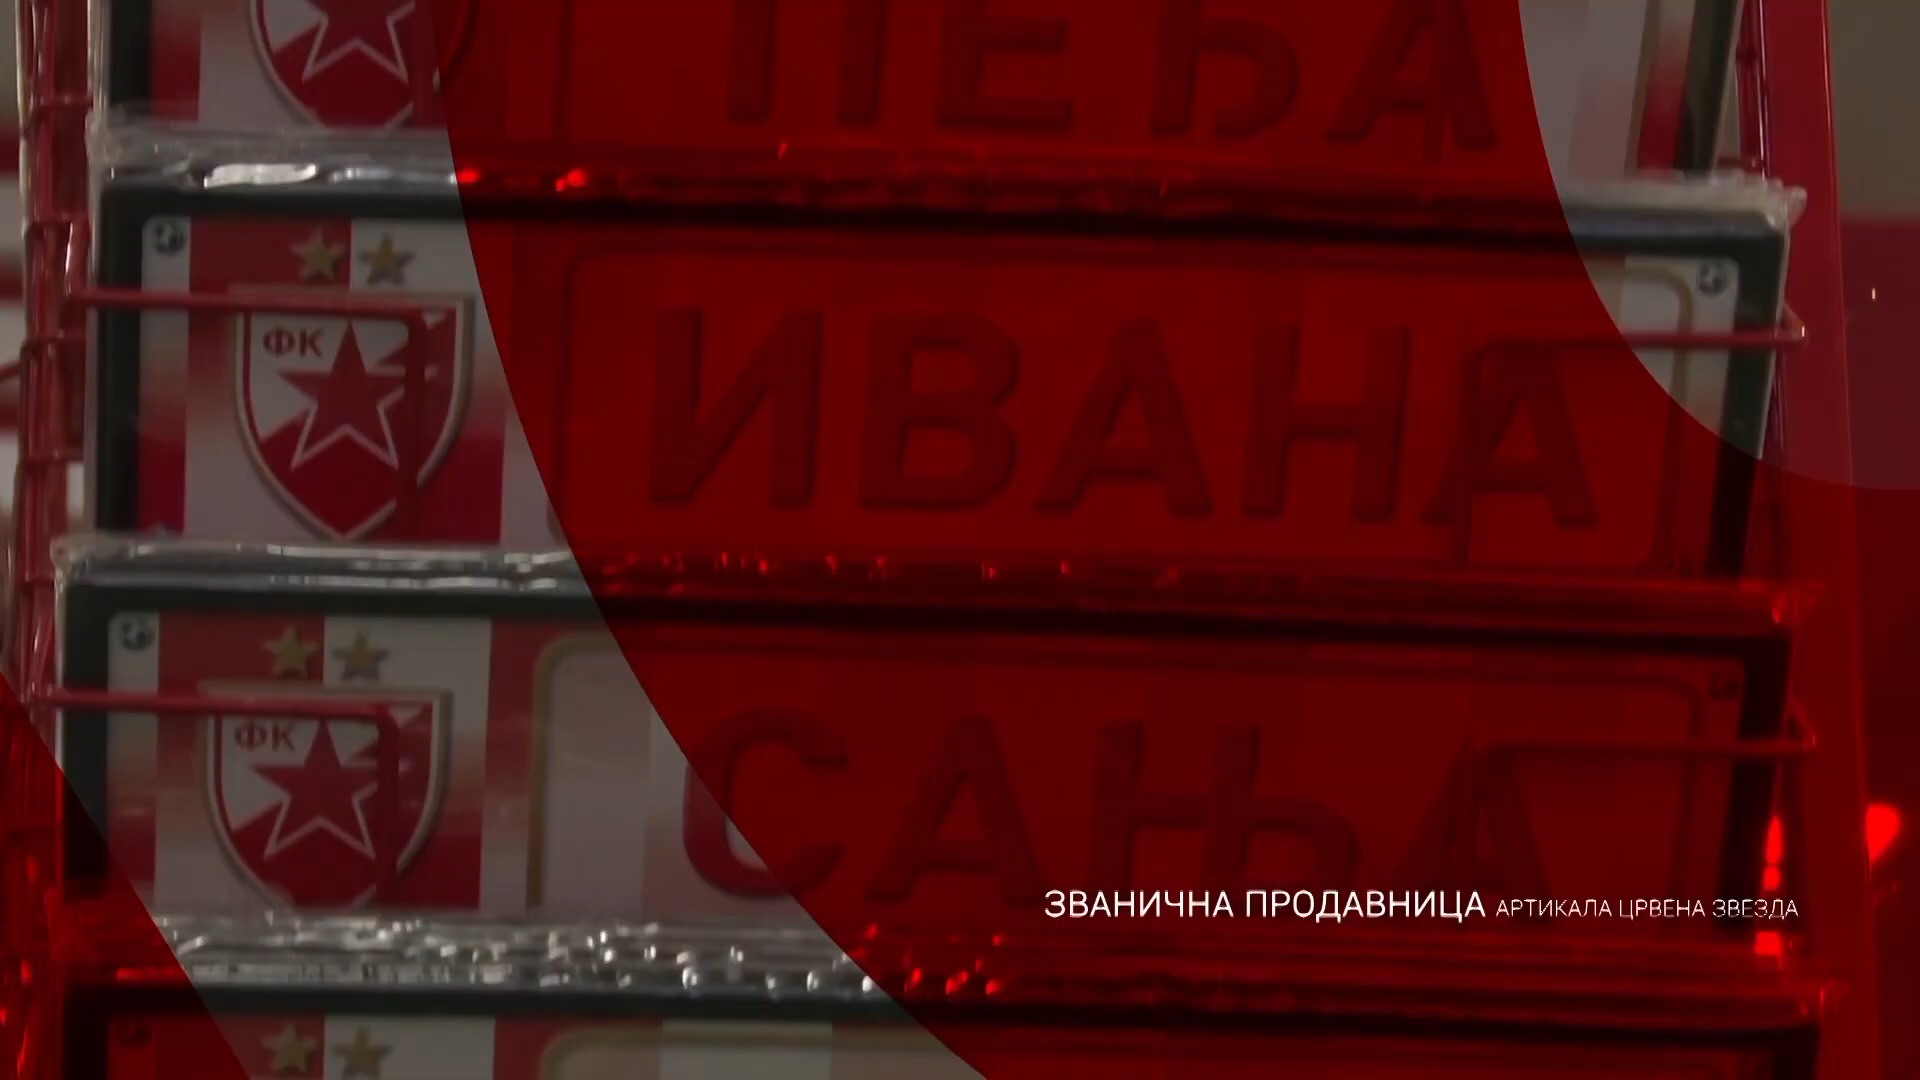 ПЕЂА
ФК
ИВАНА
ФК
САЊА
ЗВАНИЧНА ПРОДАВНИЦА АРТИКАЛА ЦРВЕНА ЗВЕЗДА